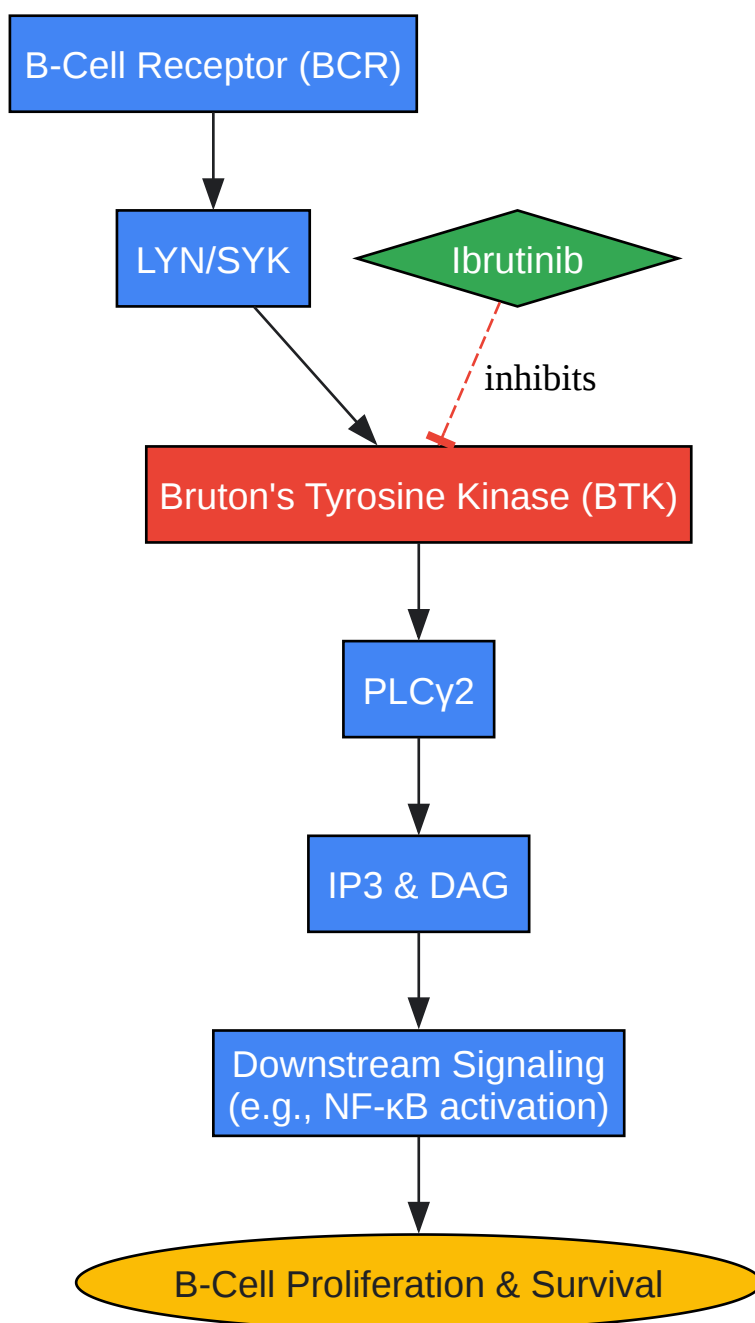 B-Cell Receptor (BCR)
LYN/SYK
Ibrutinib
inhibits
Bruton's Tyrosine Kinase (BTK)
PLCγ2
IP3 & DAG
Downstream Signaling
(e.g., NF-κB activation)
B-Cell Proliferation & Survival